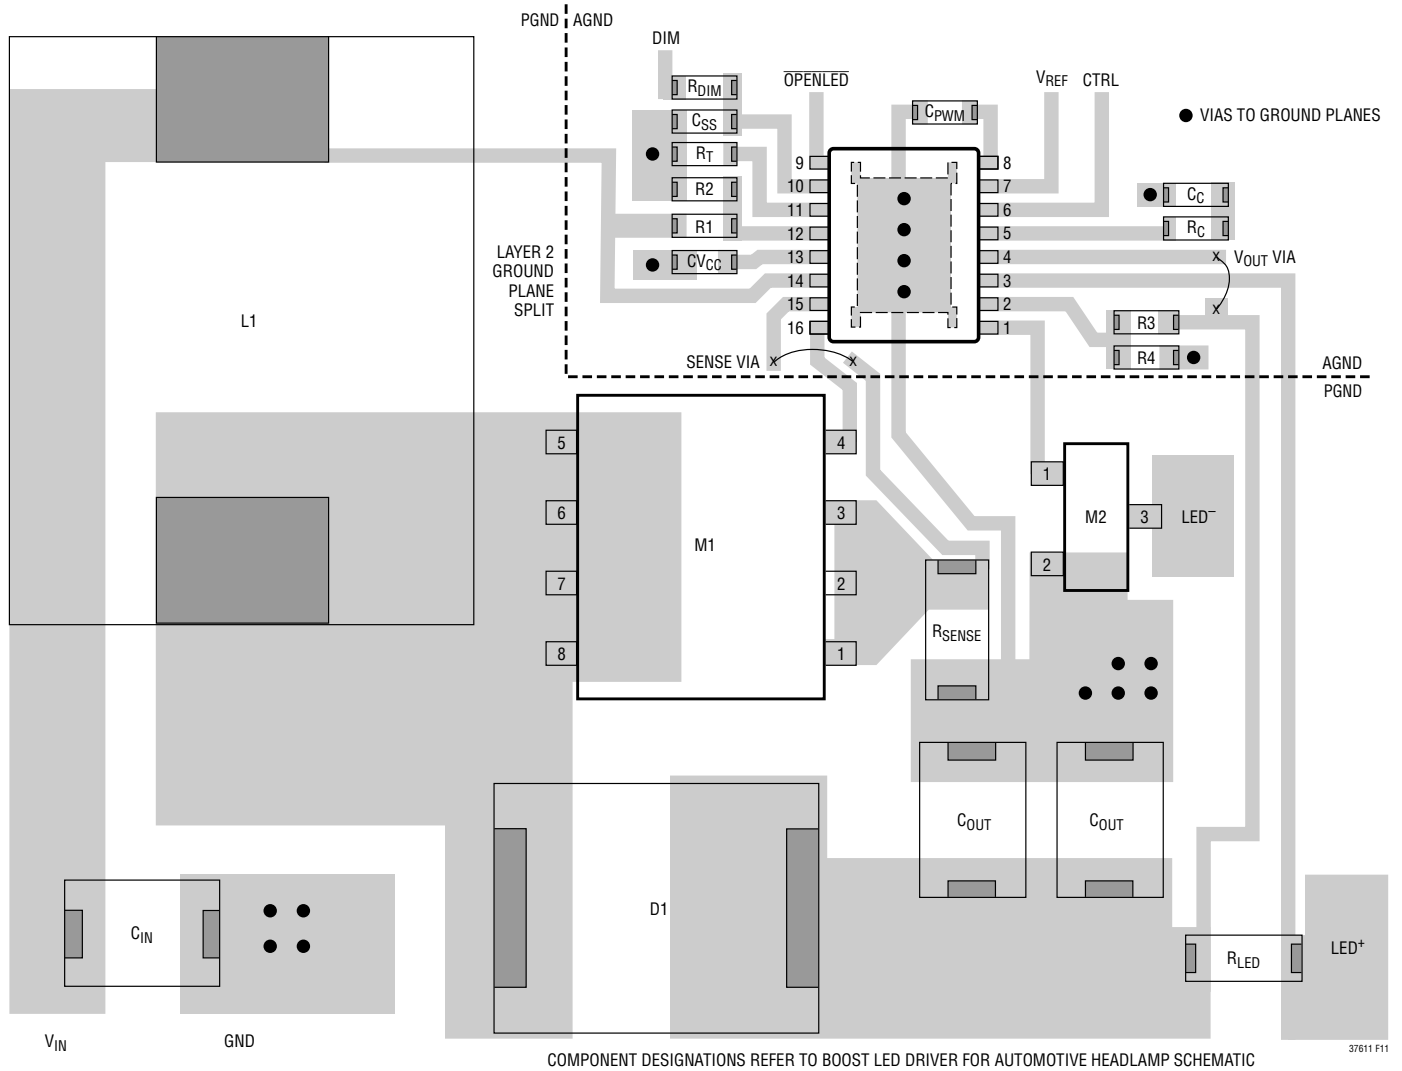 PGND AGND
DIM
R_DIM
C_SS
R_T
R2
R1
CV_CC
OPENLED
C_PWM
V_REF CTRL
VIAS TO GROUND PLANES
9
10
11
12
13
14
15
16
8
7
6
5
4
3
2
1
C_C
R_C
V_OUT VIA
x
x
R3
R4
LAYER 2
GROUND
PLANE
SPLIT
SENSE VIA x x
AGND
PGND
L1
5
6
7
8
M1
4
3
2
1
R_SENSE
1
2
M2
3
LED–
C_OUT
C_OUT
D1
C_IN
R_LED
LED+
V_IN
GND
COMPONENT DESIGNATIONS REFER TO BOOST LED DRIVER FOR AUTOMOTIVE HEADLAMP SCHEMATIC
37611 F11